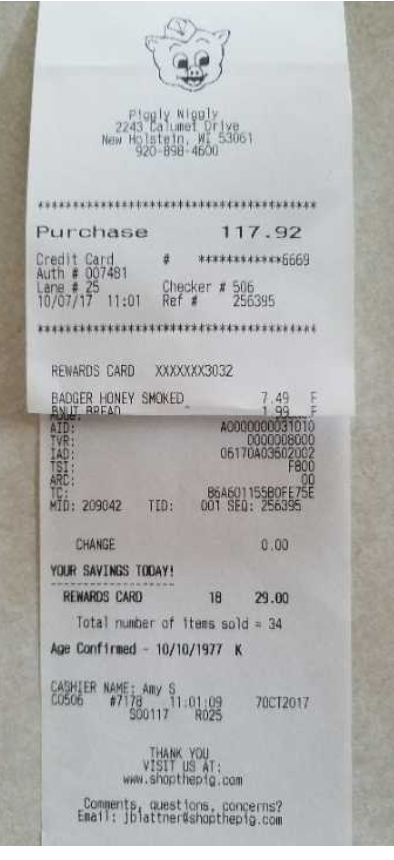 Piggly Wiggly
2243 Calumet Drive
New Holstein, WI 53061
920-898-4600
****************************************
Purchase 117.92
Credit Card # ************6669
Auth # 007481
Lane # 25 Checker # 506
10/07/17 11:01 Ref # 256395
****************************************
REWARDS CARD XXXXXXX3032
BADGER HONEY SMOKED 7.49 F
BNUT BREAD 1.99 F
AID: A0000000031010
TVR: 0000008000
IAD: 06170A03602002
TSI: F800
ARC: 00
TC: B6A601155B0FE75E
MID: 209042 TID: 001 SEQ: 256395
CHANGE 0.00
YOUR SAVINGS TODAY!
REWARDS CARD 18 29.00
Total number of items sold = 34
Age Confirmed - 10/10/1977 K
CASHIER NAME: Amy S
C0506 #7178 11:01:09 7OCT2017
S00117 R025
THANK YOU
VISIT US AT:
www.shopthepig.com
Comments, questions, concerns?
Email: jblattner@shopthepig.com